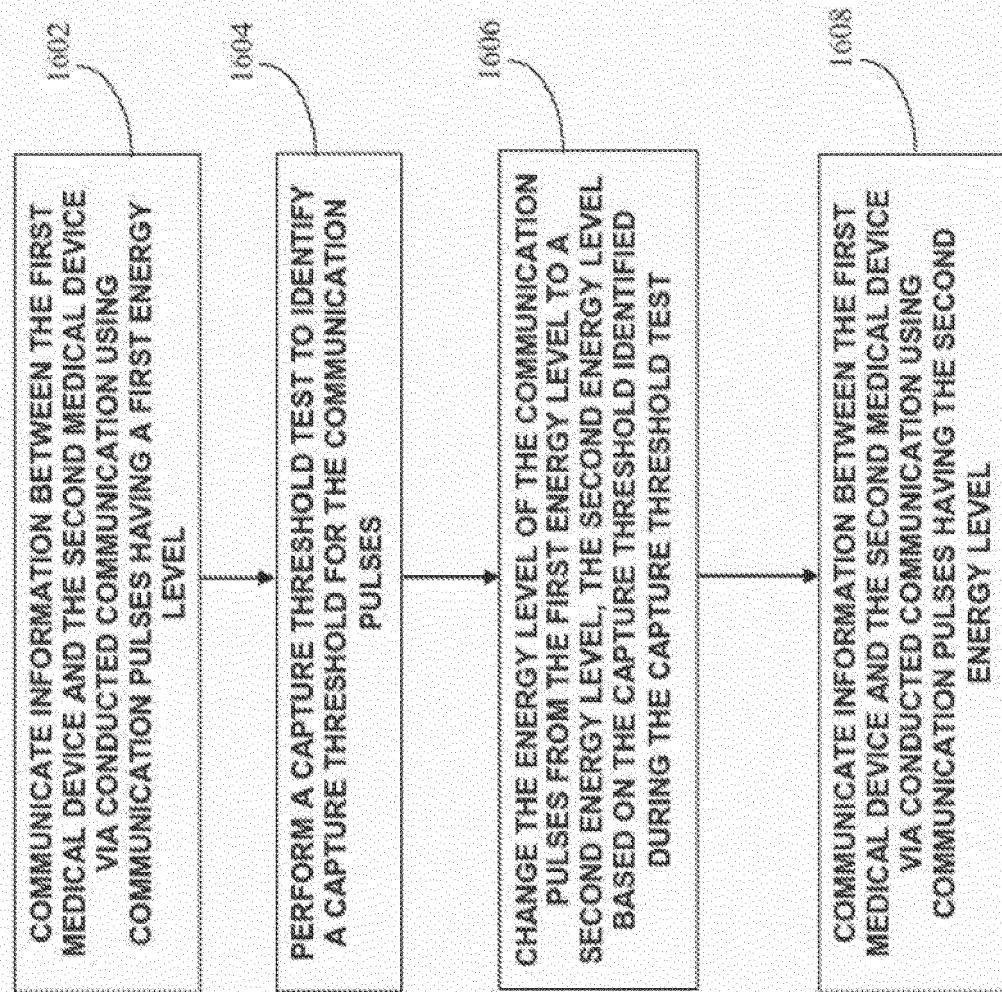 COMMUNICATE INFORMATION BETWEEN THE FIRST
MEDICAL DEVICE AND THE SECOND MEDICAL DEVICE
VIA CONDUCTED COMMUNICATION USING
COMMUNICATION PULSES HAVING A FIRST ENERGY
LEVEL
1602
PERFORM A CAPTURE THRESHOLD TEST TO IDENTIFY
A CAPTURE THRESHOLD FOR THE COMMUNICATION
PULSES
1604
CHANGE THE ENERGY LEVEL OF THE COMMUNICATION
PULSES FROM THE FIRST ENERGY LEVEL TO A
SECOND ENERGY LEVEL, THE SECOND ENERGY LEVEL
BASED ON THE CAPTURE THRESHOLD IDENTIFIED
DURING THE CAPTURE THRESHOLD TEST
1606
COMMUNICATE INFORMATION BETWEEN THE FIRST
MEDICAL DEVICE AND THE SECOND MEDICAL DEVICE
VIA CONDUCTED COMMUNICATION USING
COMMUNICATION PULSES HAVING THE SECOND
ENERGY LEVEL
1608